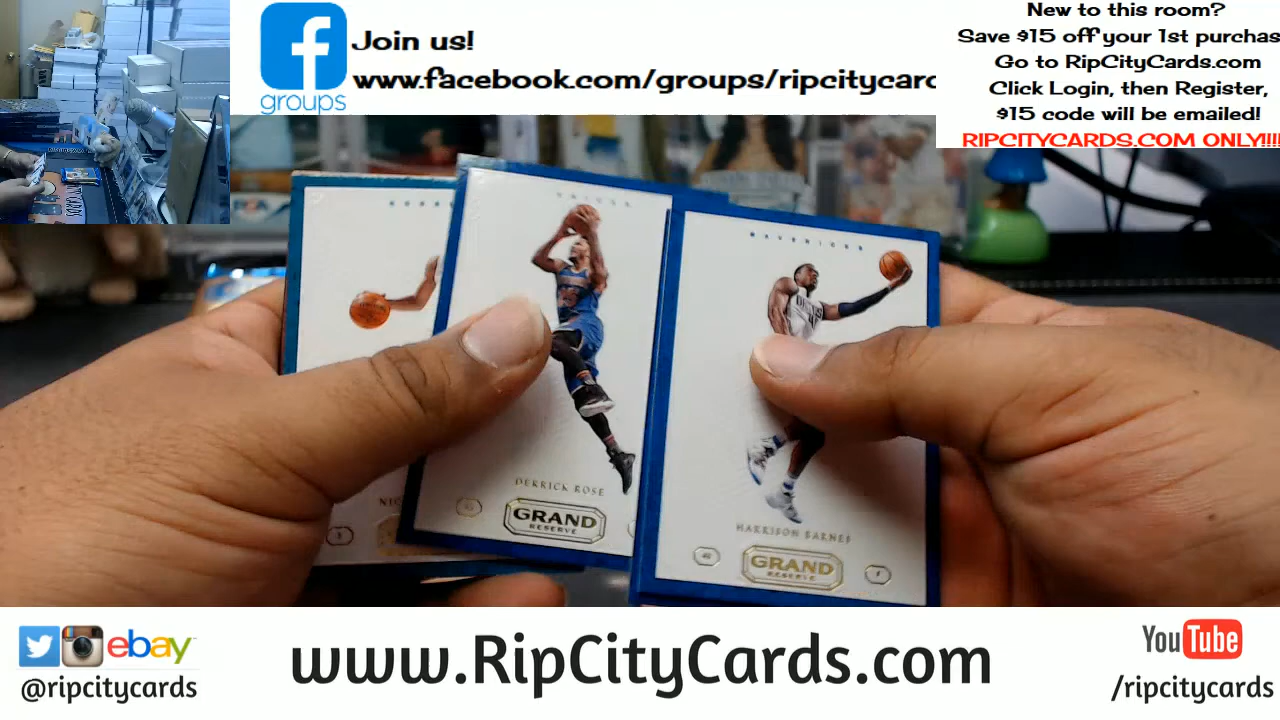 Join us!
www.facebook.com/groups/ripcitycarc
groups
New to this room?
Save $15 off your 1st purchas
Go to RipCityCards.com
Click Login, then Register,
$15 code will be emailed!
RIPCITYCARDS.COM ONLY!!!!
MAVERICKS
DERRICK ROSE
GRAND
RESERVE
HARRISON BARNES
GRAND
RESERVE
ebay
@ripcitycards
www.RipCityCards.com
YouTube
/ripcitycards